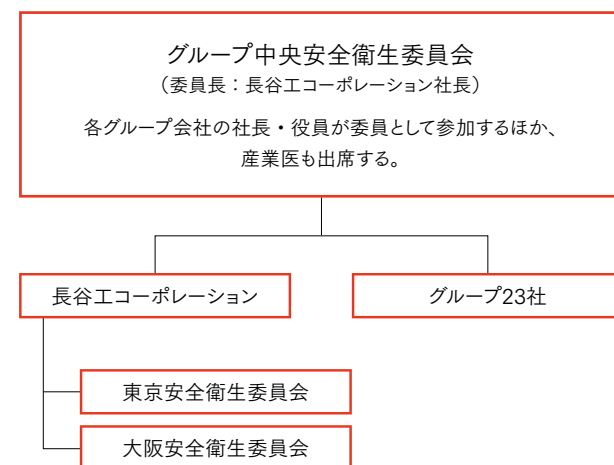 グループ中央安全衛生委員会
（委員長：長谷工コーポレーション社長）
各グループ会社の社長・役員が委員として参加するほか、
産業医も出席する。
長谷工コーポレーション
グループ23社
東京安全衛生委員会
大阪安全衛生委員会